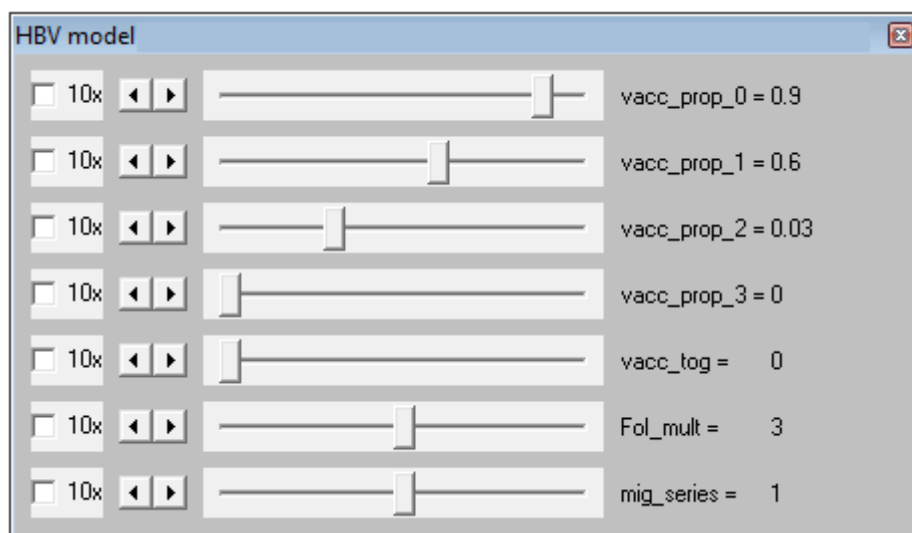 HBV model
10x vacc_prop_0 = 0.9
10x vacc_prop_1 = 0.6
10x vacc_prop_2 = 0.03
10x vacc_prop_3 = 0
10x vacc_tog = 0
10x FoI_mult = 3
10x mig_series = 1